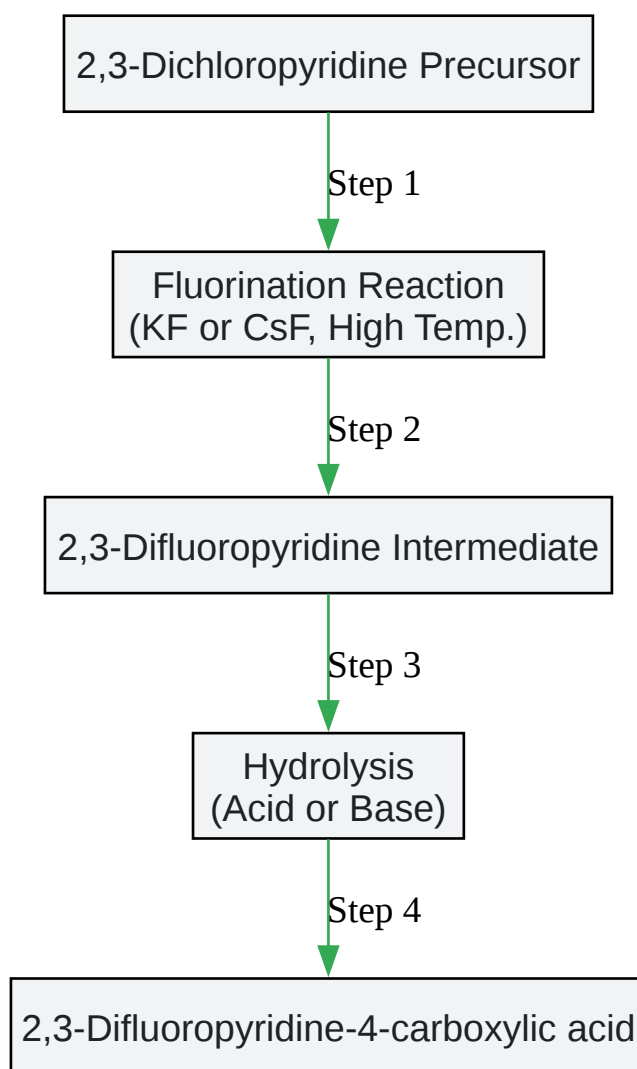 2,3-Dichloropyridine Precursor
Step 1
Fluorination Reaction
(KF or CsF, High Temp.)
Step 2
2,3-Difluoropyridine Intermediate
Step 3
Hydrolysis
(Acid or Base)
Step 4
2,3-Difluoropyridine-4-carboxylic acid